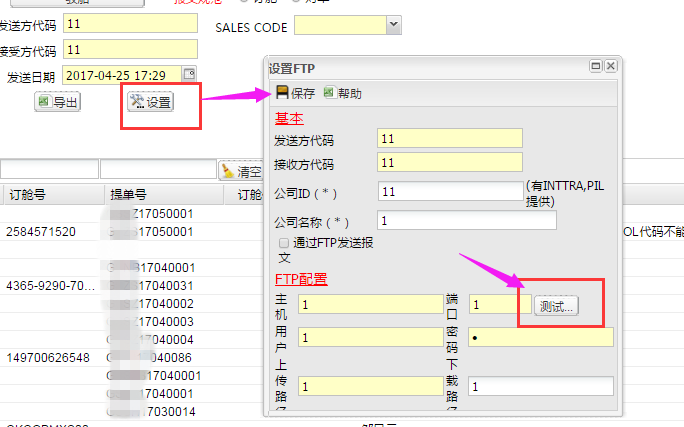 发送方代码 11 SALES CODE
接受方代码 11
发送日期 2017-04-25 17:29
导出 设置
清空
订舱号 提单号 订舱
Z17050001
2584571520 17050001 OL代码不能
17040001
4365-9290-70... 17040031
17040002
17040003
17040004
149700626548 040086
17040001
17040001
17030014
设置FTP
保存 帮助
基本
发送方代码 11
接收方代码 11
公司ID（*） 11 (有INTTRA,PIL
提供)
公司名称（*） 1
通过FTP发送报
文
FTP配置
主机 1 端口 1 测试...
用户 1 密码 •
上传路径 1 下载路径 1